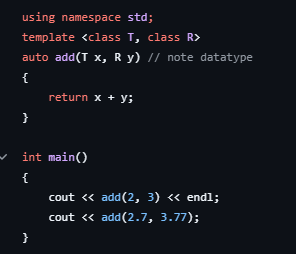 using namespace std;
template <class T, class R>
auto add(T x, R y) // note datatype
{
    return x + y;
}
int main()
{
    cout << add(2, 3) << endl;
    cout << add(2.7, 3.77);
}